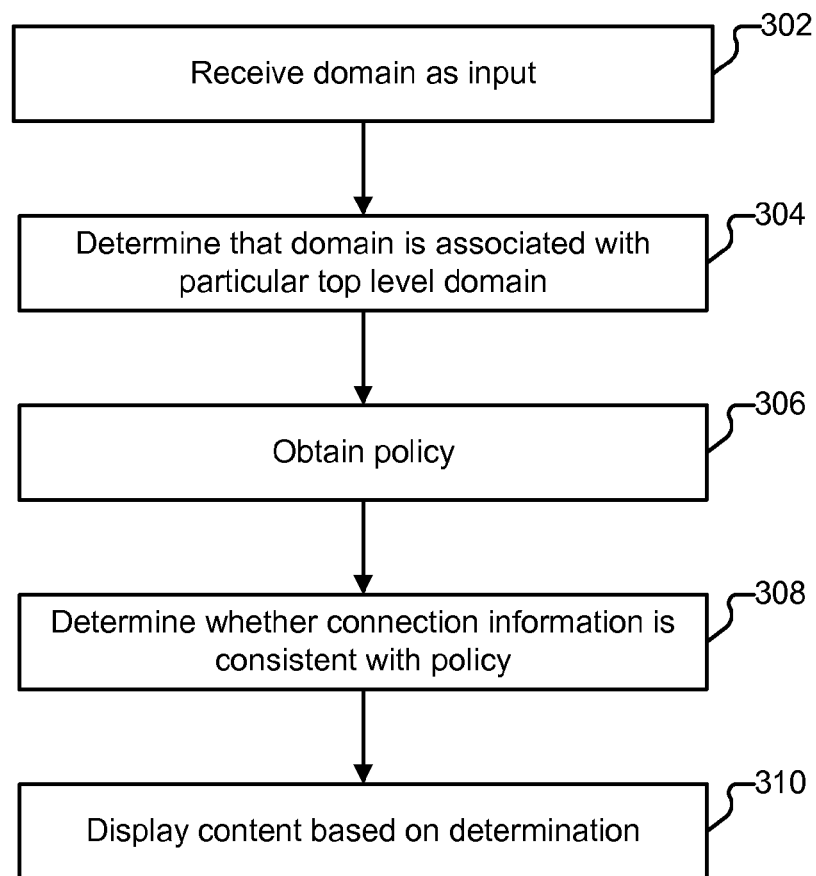 302
Receive domain as input
304
Determine that domain is associated with
particular top level domain
306
Obtain policy
308
Determine whether connection information is
consistent with policy
310
Display content based on determination